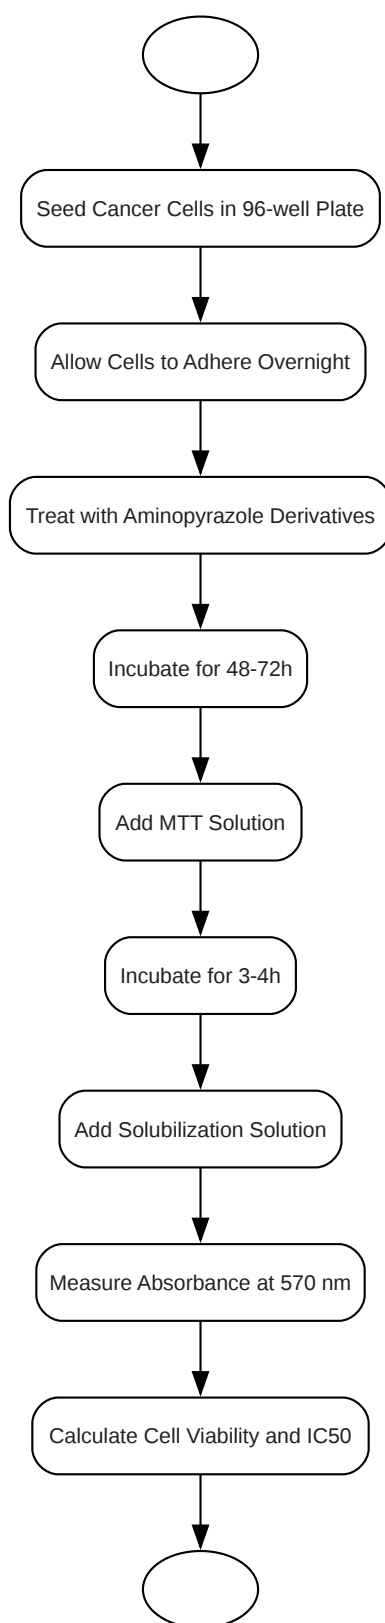 Seed Cancer Cells in 96-well Plate
Allow Cells to Adhere Overnight
Treat with Aminopyrazole Derivatives
Incubate for 48-72h
Add MTT Solution
Incubate for 3-4h
Add Solubilization Solution
Measure Absorbance at 570 nm
Calculate Cell Viability and IC50